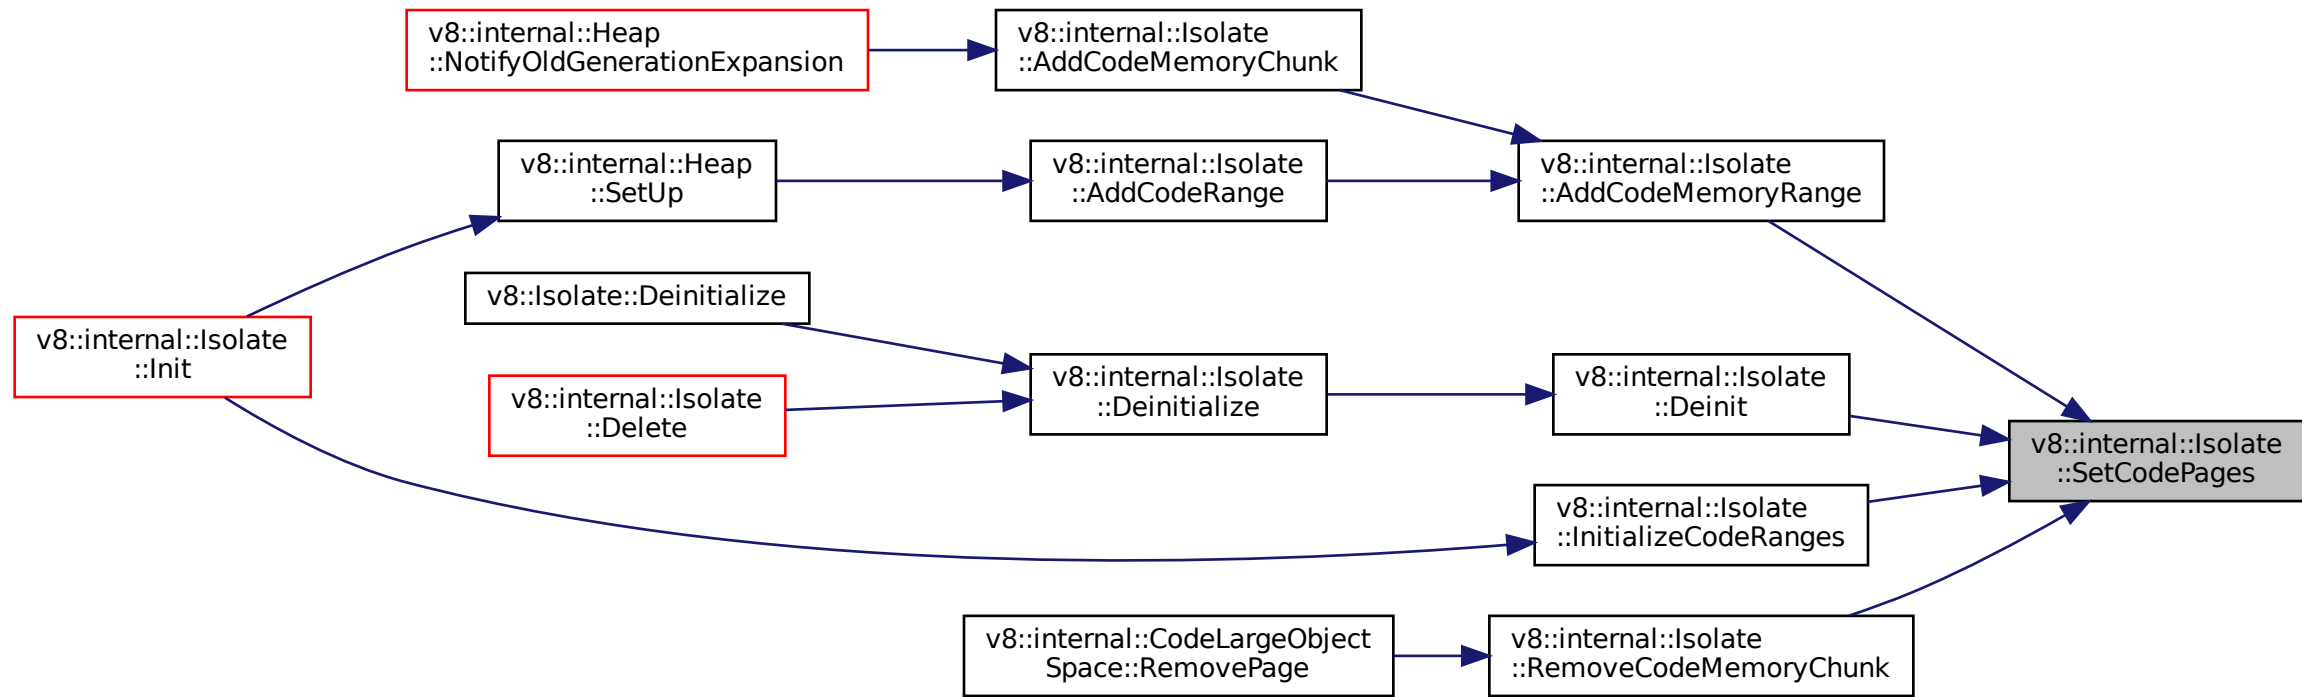 v8::internal::Heap
::NotifyOldGenerationExpansion
v8::internal::Isolate
::AddCodeMemoryChunk
v8::internal::Heap
::SetUp
v8::internal::Isolate
::AddCodeRange
v8::internal::Isolate
::AddCodeMemoryRange
v8::Isolate::Deinitialize
v8::internal::Isolate
::Init
v8::internal::Isolate
::Delete
v8::internal::Isolate
::Deinitialize
v8::internal::Isolate
::Deinit
v8::internal::Isolate
::SetCodePages
v8::internal::Isolate
::InitializeCodeRanges
v8::internal::CodeLargeObject
Space::RemovePage
v8::internal::Isolate
::RemoveCodeMemoryChunk